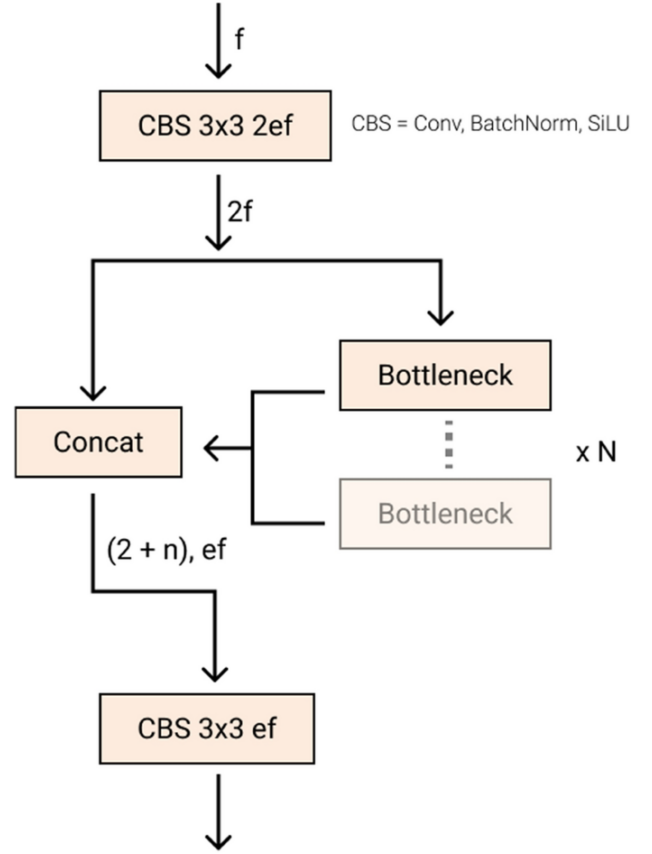 f
CBS 3x3 2ef
CBS = Conv, BatchNorm, SiLU
2f
Bottleneck
Concat
x N
Bottleneck
(2 + n), ef
CBS 3x3 ef